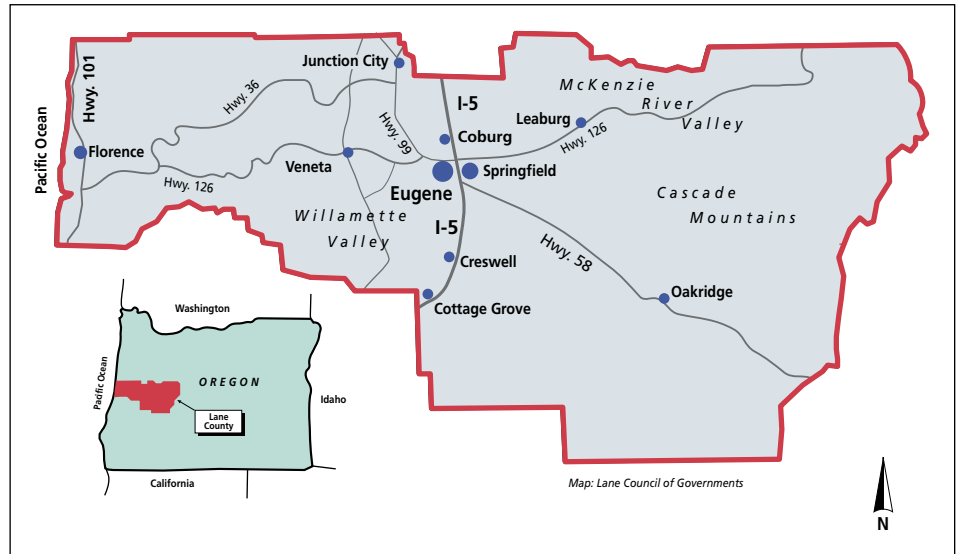 Junction City
Hwy. 101
Hwy. 36
I-5
McKenzie
River
Valley
Leaburg
Hwy. 126
Coburg
Hwy. 99
Pacific Ocean
Florence
Veneta
Springfield
Eugene
Hwy. 126
Willamette
Valley
Cascade
Mountains
I-5
Hwy. 58
Creswell
Oakridge
Cottage Grove
Washington
Pacific Ocean
OREGON
Idaho
Lane
County
California
Map: Lane Council of Governments
N